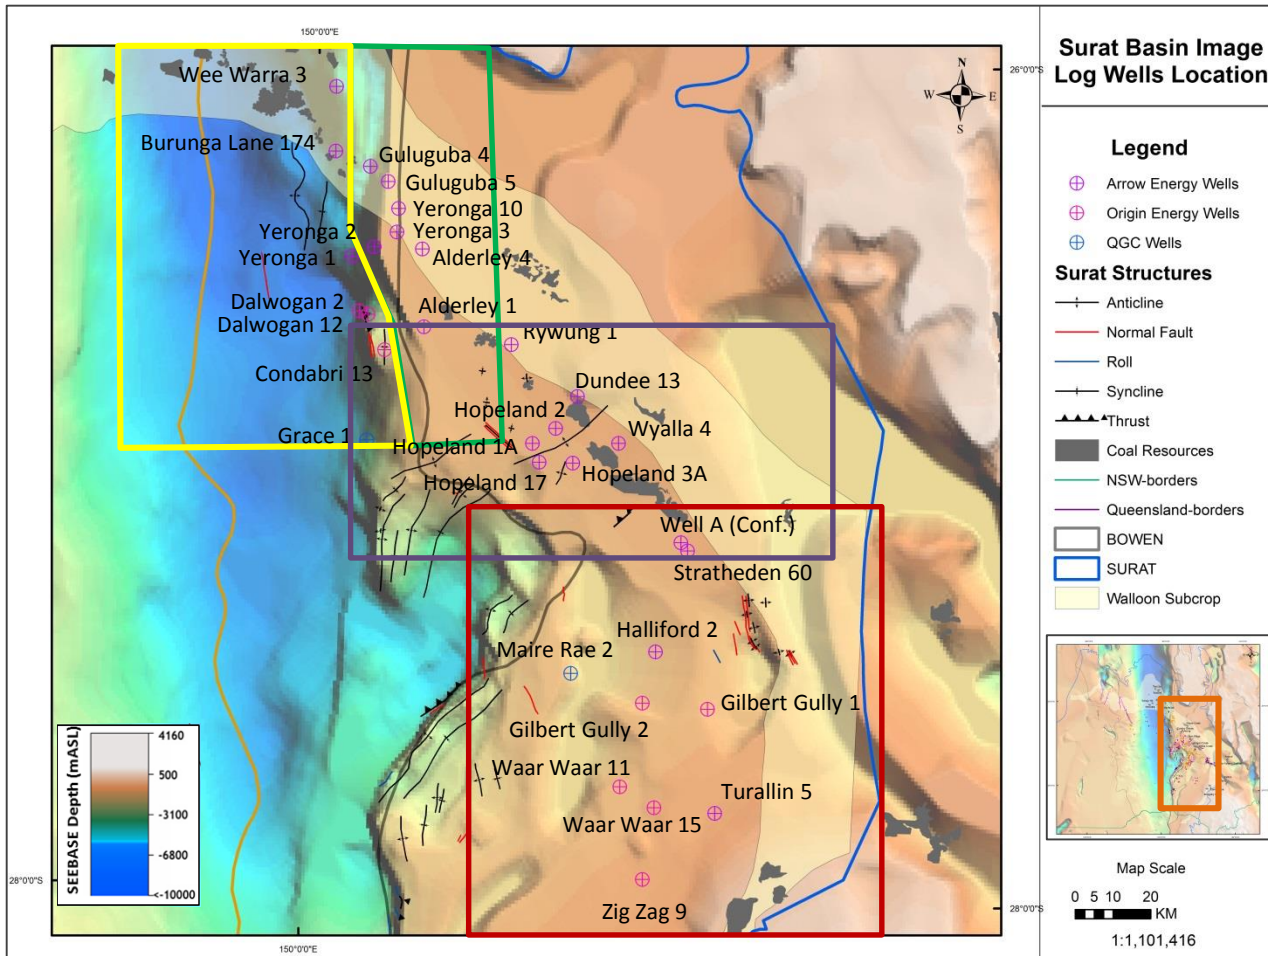 150°0'0"E
Wee Warra 3
Burunga Lane 174
Guluguba 4
Guluguba 5
Yeronga 10
Yeronga 2
Yeronga 3
Yeronga 1
Alderley 4
Dalwogan 2
Alderley 1
Dalwogan 12
Rywung 1
Condabri 13
Dundee 13
Hopeland 2
Grace 1
Wyalla 4
Hopeland 1A
Hopeland 17
Hopeland 3A
Well A (Conf.)
Stratheden 60
Halliford 2
Maire Rae 2
Gilbert Gully 1
Gilbert Gully 2
Waar Waar 11
Turallin 5
Waar Waar 15
Zig Zag 9
N
W
E
S
26°0'0"S
28°0'0"S
28°0'0"S
150°0'0"E
SEEBASE Depth (mASL)
4160
500
-3100
-6800
<-10000
Surat Basin Image
Log Wells Location
Legend
Arrow Energy Wells
Origin Energy Wells
QGC Wells
Surat Structures
Anticline
Normal Fault
Roll
Syncline
Thrust
Coal Resources
NSW-borders
Queensland-borders
BOWEN
SURAT
Walloon Subcrop
Map Scale
0 5 10 20
KM
1:1,101,416